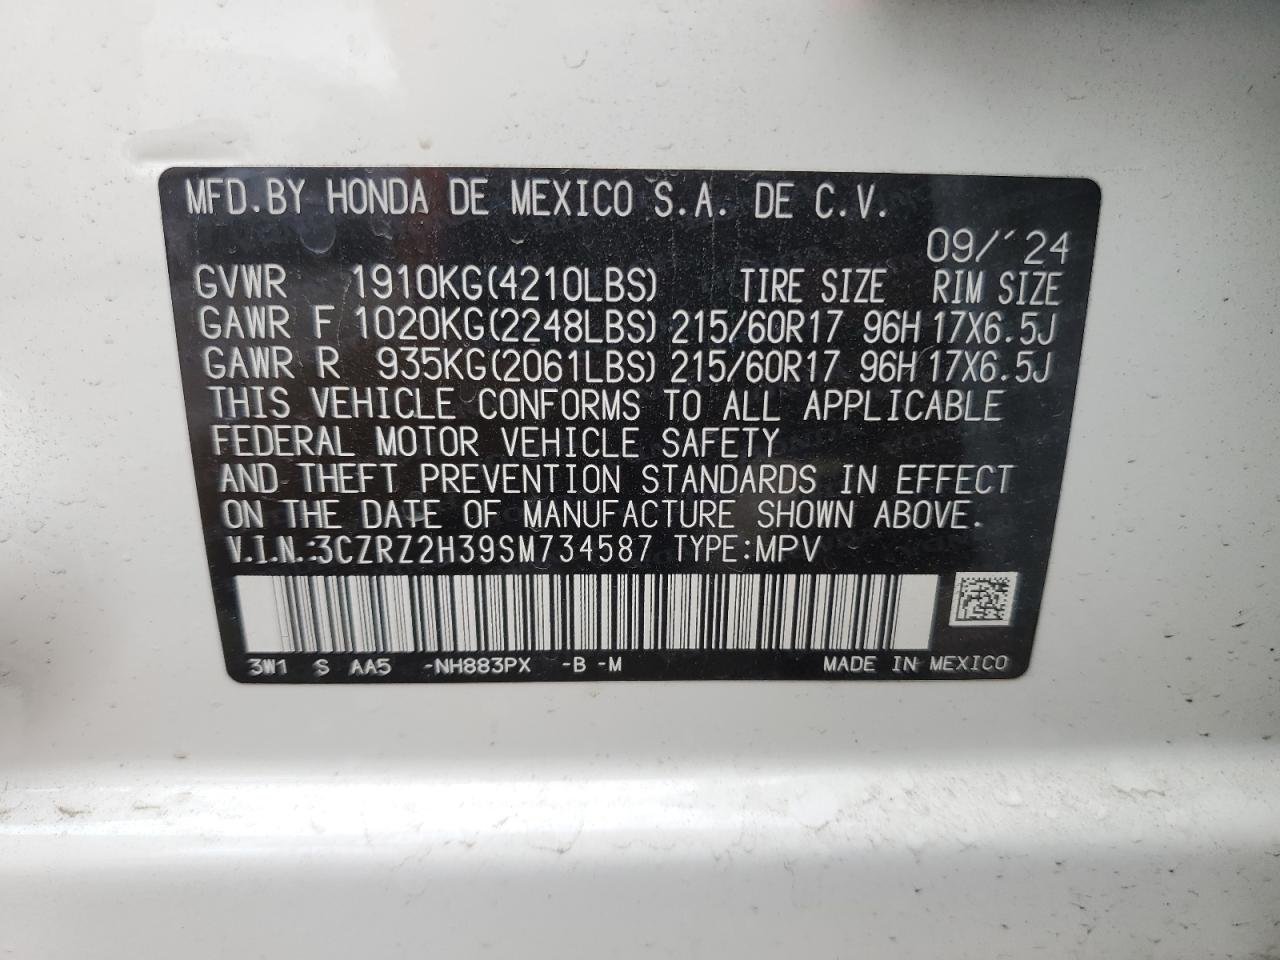 MFD.BY HONDA DE MEXICO S.A. DE C.V.
09/´24
GVWR 1910KG(4210LBS) TIRE SIZE RIM SIZE
GAWR F 1020KG(2248LBS) 215/60R17 96H 17X6.5J
GAWR R 935KG(2061LBS) 215/60R17 96H 17X6.5J
THIS VEHICLE CONFORMS TO ALL APPLICABLE
FEDERAL MOTOR VEHICLE SAFETY
AND THEFT PREVENTION STANDARDS IN EFFECT
ON THE DATE OF MANUFACTURE SHOWN ABOVE.
V.I.N.:3CZRZ2H39SM734587 TYPE:MPV
3W1 S AA5 -NH883PX -B -M MADE IN MEXICO